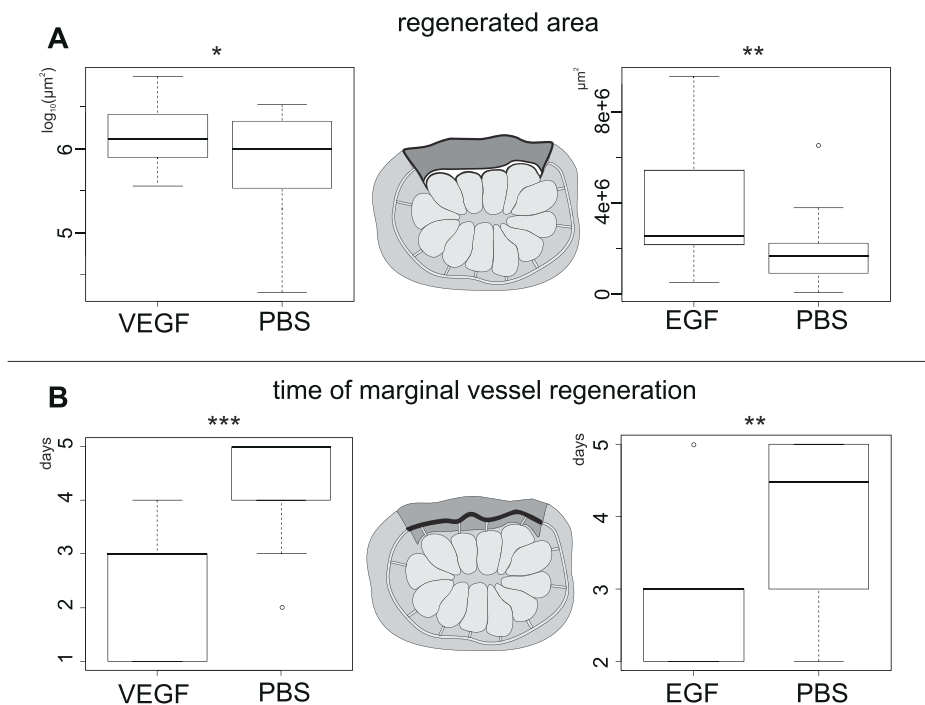 regenerated area
A
*
**
log10(µm²)
6
5
VEGF
PBS
µm²
8e+6
4e+6
0
EGF
PBS
time of marginal vessel regeneration
B
***
**
days
5
4
3
2
1
VEGF
PBS
days
5
4
3
2
EGF
PBS